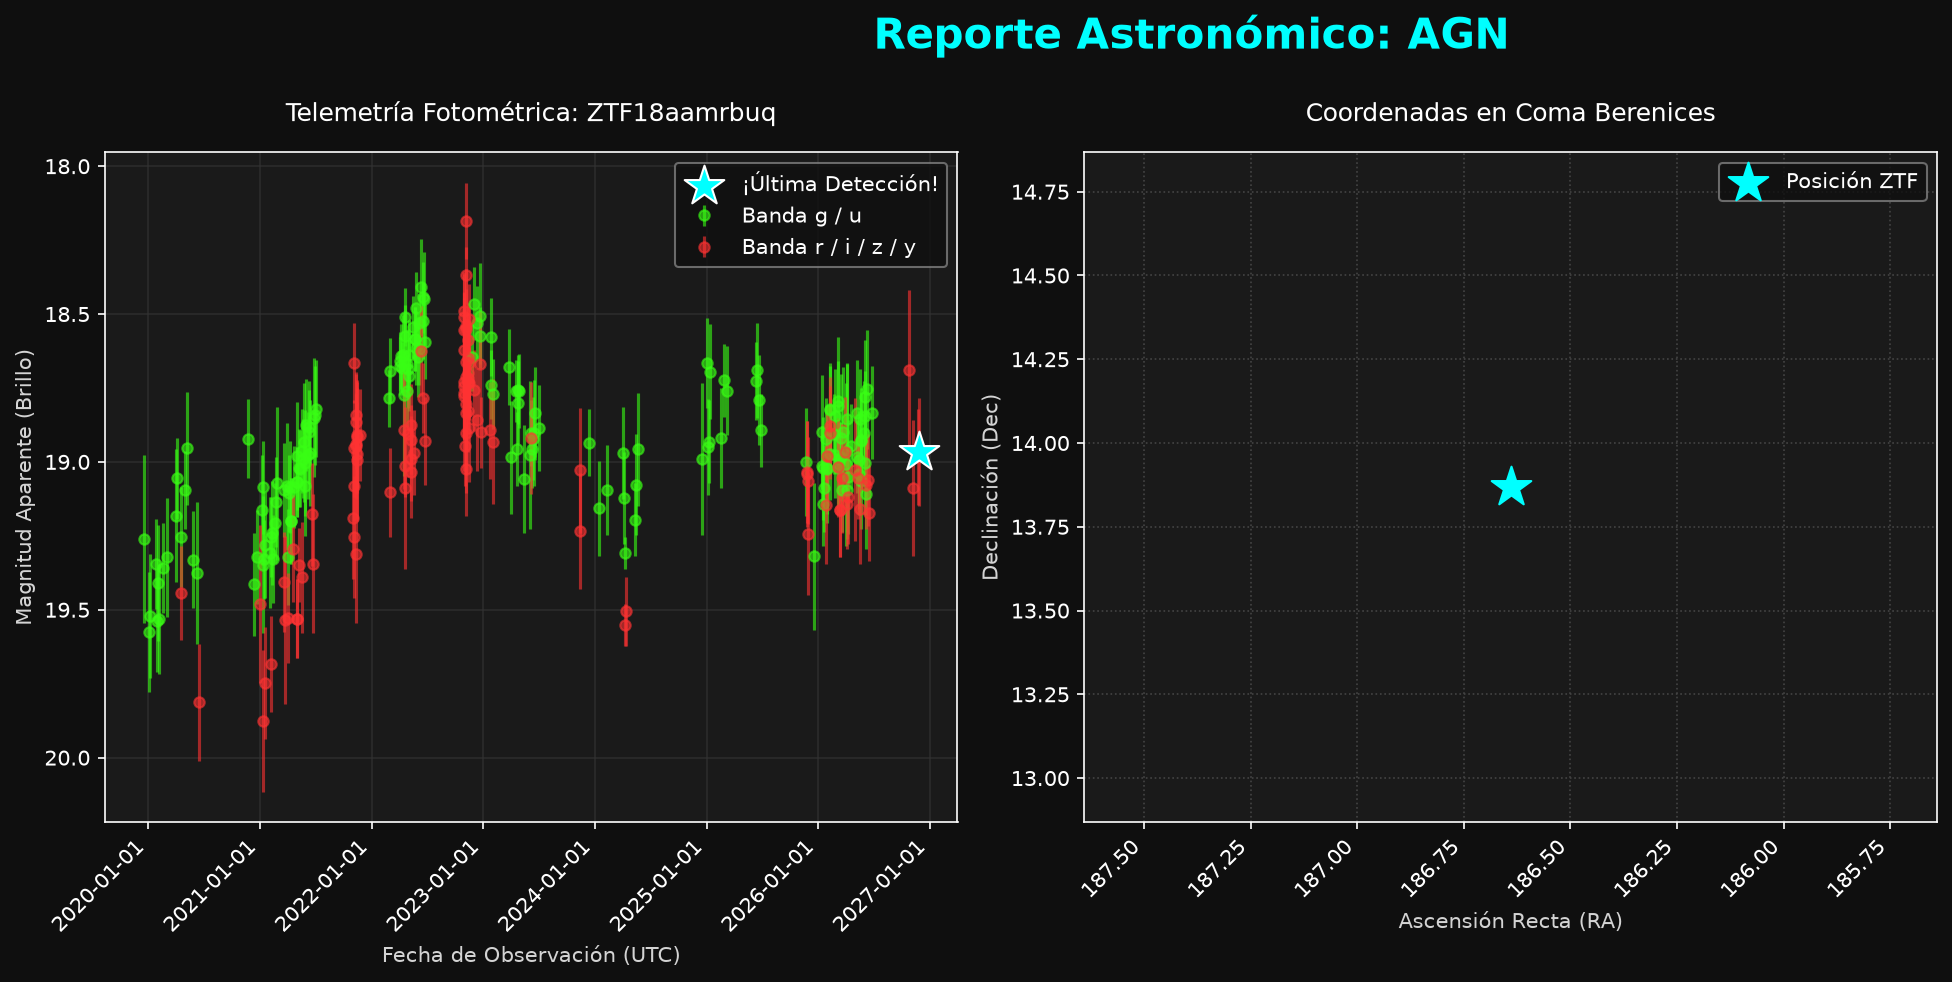 Reporte Astronómico: AGN
Telemetría Fotométrica: ZTF18aamrbuq
¡Última Detección!
Banda g / u
Banda r / i / z / y
18.0
18.5
19.0
19.5
20.0
Magnitud Aparente (Brillo)
2020-01-01
2021-01-01
2022-01-01
2023-01-01
2024-01-01
2025-01-01
2026-01-01
2027-01-01
Fecha de Observación (UTC)
Coordenadas en Coma Berenices
Posición ZTF
14.75
14.50
14.25
14.00
13.75
13.50
13.25
13.00
Declinación (Dec)
187.50
187.25
187.00
186.75
186.50
186.25
186.00
185.75
Ascensión Recta (RA)